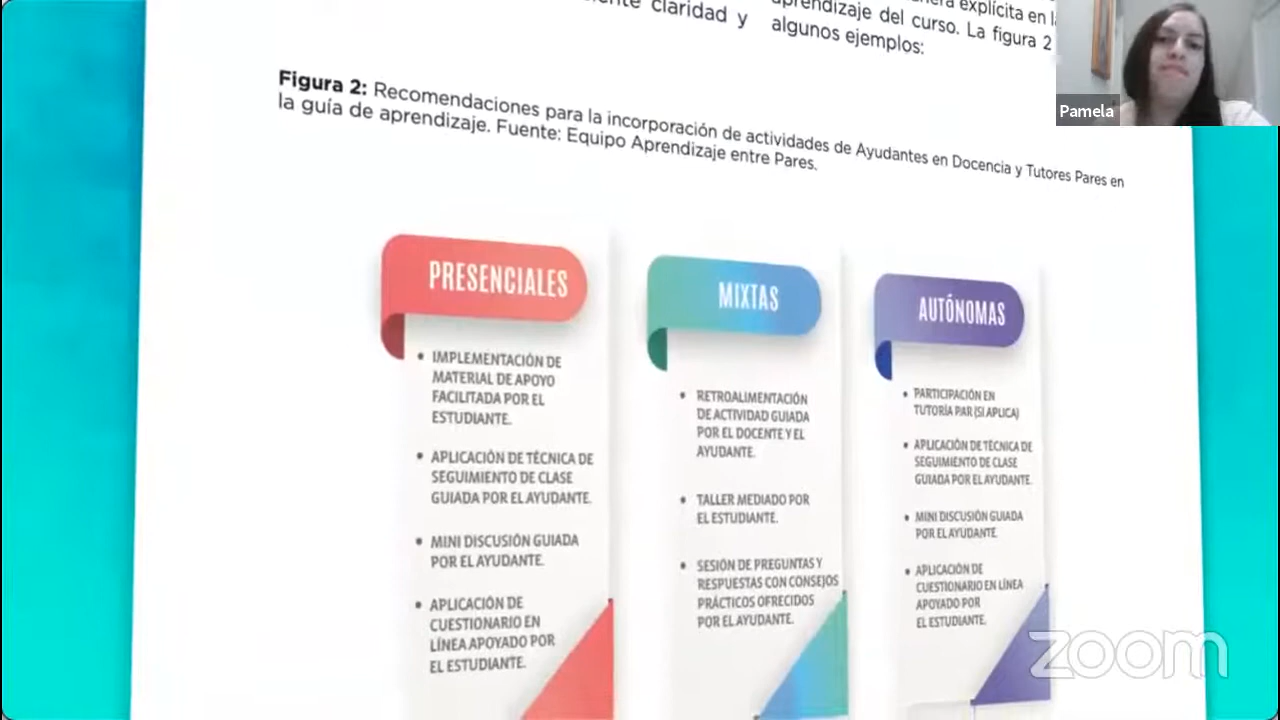 claridad y
explícita en
aprendizaje del curso. La figura 2
algunos ejemplos:
Pamela
Figura 2: Recomendaciones para la incorporación de actividades de Ayudantes en Docencia y Tutores Pares en
la guía de aprendizaje. Fuente: Equipo Aprendizaje entre Pares.
PRESENCIALES
• IMPLEMENTACIÓN DE
MATERIAL DE APOYO
FACILITADA POR EL
ESTUDIANTE.
• APLICACIÓN DE TÉCNICA DE
SEGUIMIENTO DE CLASE
GUIADA POR EL AYUDANTE.
• MINI DISCUSIÓN GUIADA
POR EL AYUDANTE.
• APLICACIÓN DE
CUESTIONARIO EN
LÍNEA APOYADO POR
EL ESTUDIANTE.
MIXTAS
• RETROALIMENTACIÓN
DE ACTIVIDAD GUIADA
POR EL DOCENTE Y EL
AYUDANTE.
• TALLER MEDIADO POR
EL ESTUDIANTE.
• SESIÓN DE PREGUNTAS Y
RESPUESTAS CON CONSEJOS
PRÁCTICOS OFRECIDOS
POR EL AYUDANTE.
AUTÓNOMAS
• PARTICIPACIÓN EN
TUTORÍA PAR (SI APLICA)
• APLICACIÓN DE TÉCNICA DE
SEGUIMIENTO DE CLASE
GUIADA POR EL AYUDANTE.
• MINI DISCUSIÓN GUIADA
POR EL AYUDANTE.
• APLICACIÓN DE
CUESTIONARIO EN LÍNEA
APOYADO POR
EL ESTUDIANTE.
zoom